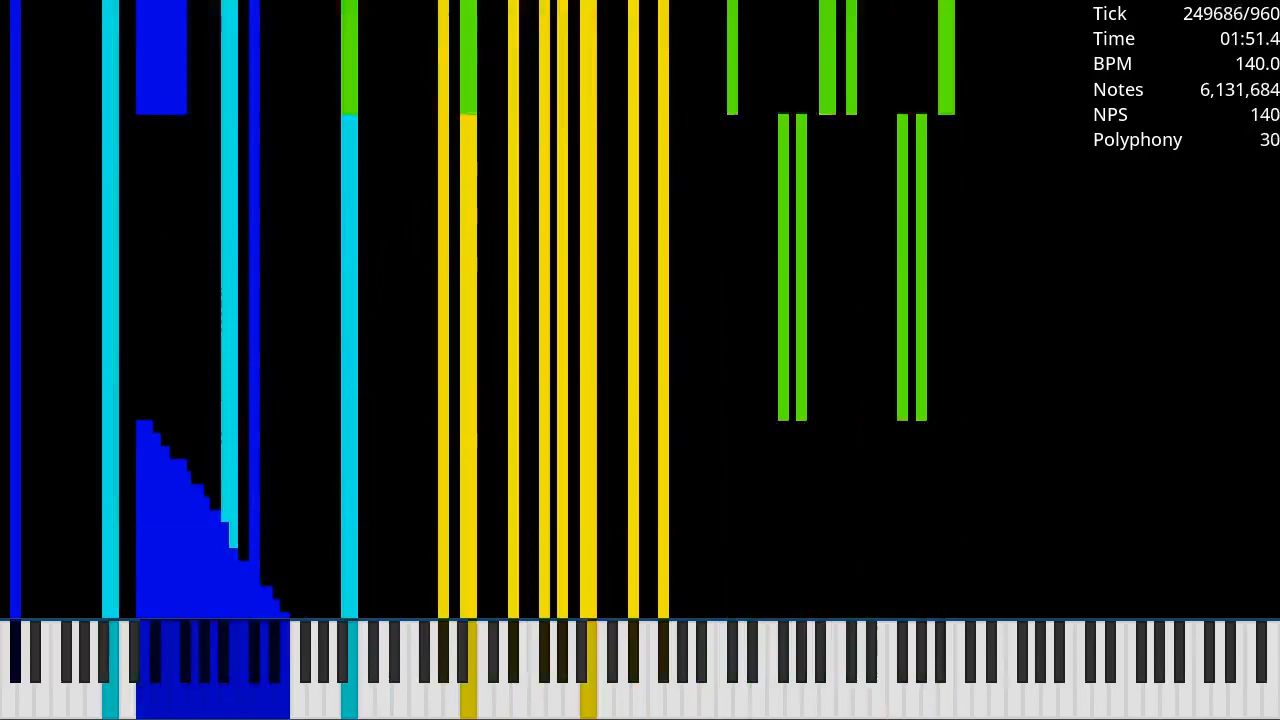 Tick 249686/960
Time 01:51.4
BPM 140.0
Notes 6,131,684
NPS 140
Polyphony 30